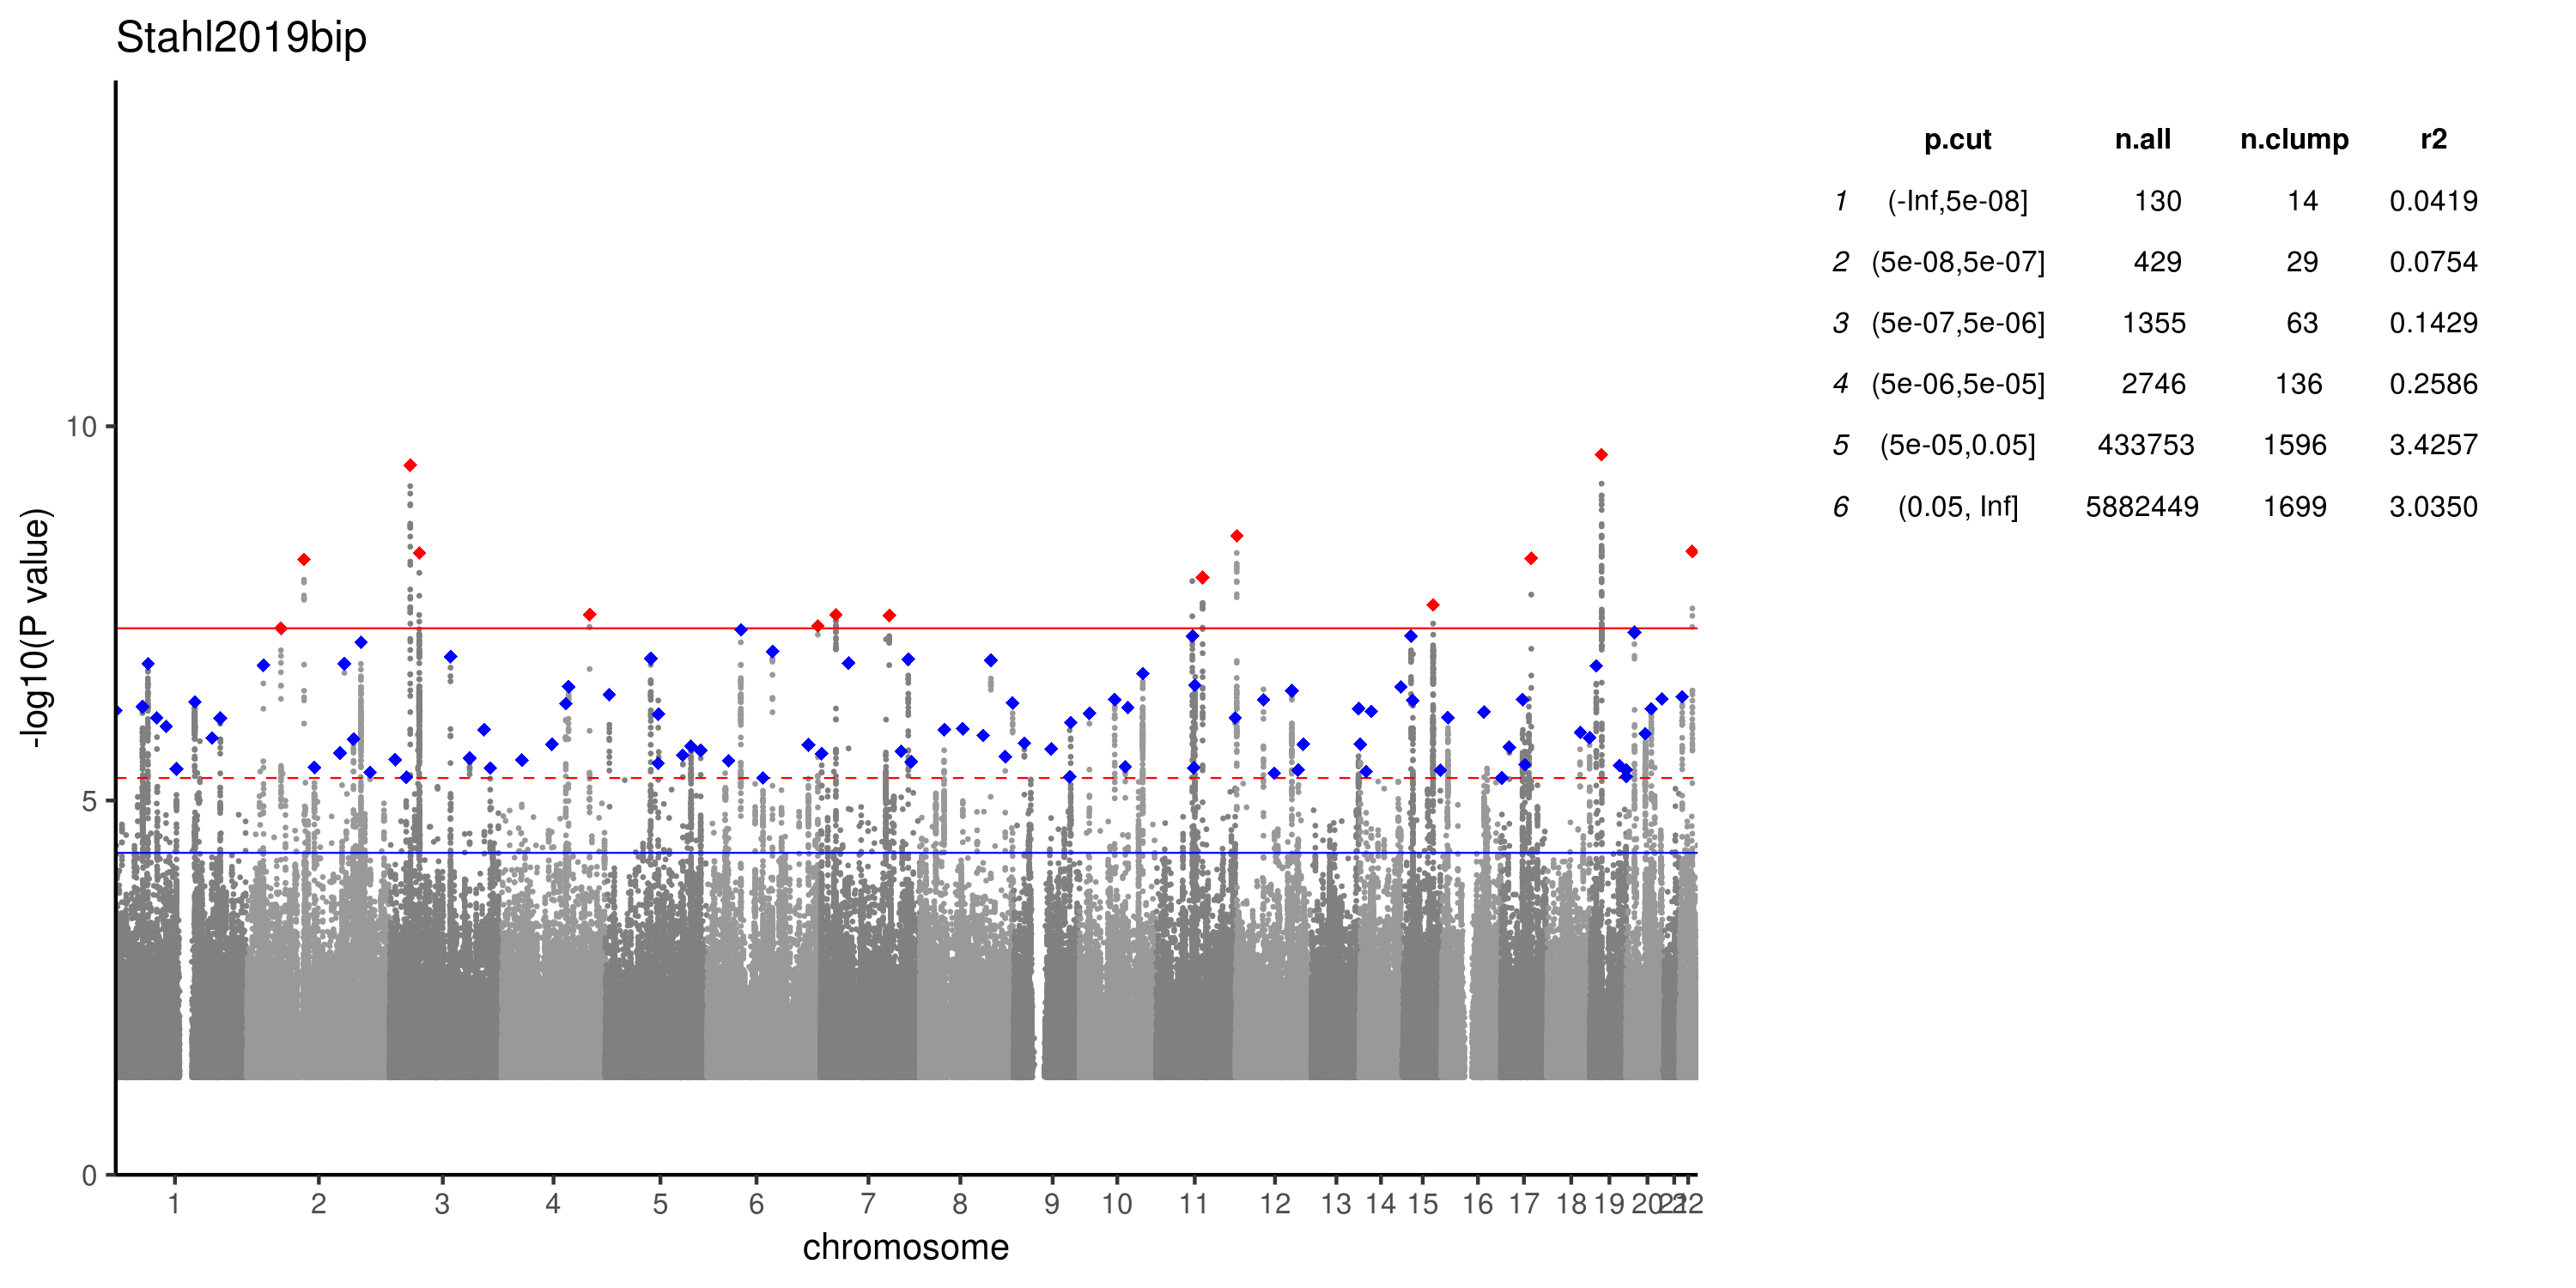 Stahl2019bip
p.cut n.all n.clump r2
1 (-Inf,5e-08] 130 14 0.0419
2 (5e-08,5e-07] 429 29 0.0754
3 (5e-07,5e-06] 1355 63 0.1429
4 (5e-06,5e-05] 2746 136 0.2586
5 (5e-05,0.05] 433753 1596 3.4257
6 (0.05, Inf] 5882449 1699 3.0350
-log10(P value)
10
5
0
1 2 3 4 5 6 7 8 9 10 11 12 13 14 15 16 17 18 19 20 21 22
chromosome